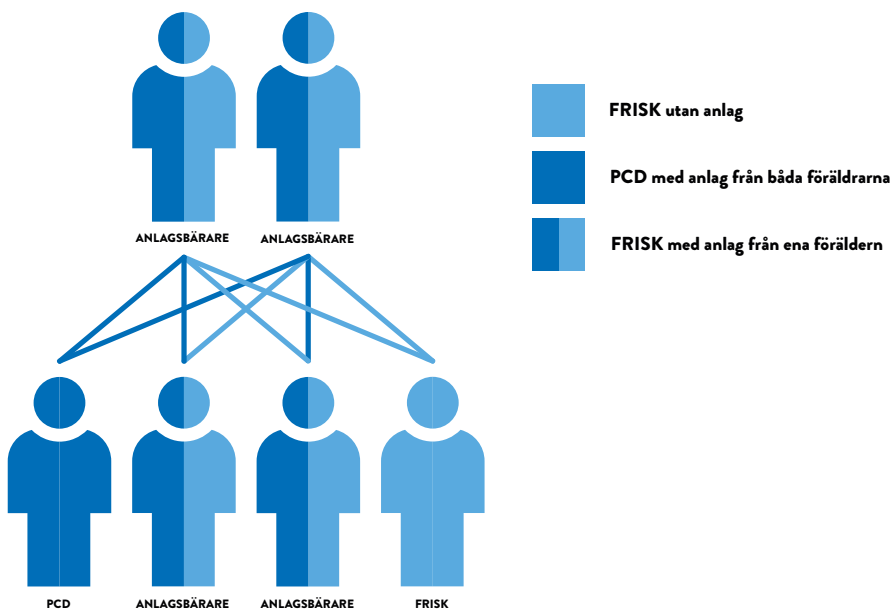 FRISK utan anlag
PCD med anlag från båda föräldrarna
FRISK med anlag från ena föräldern
ANLAGSBÄRARE
ANLAGSBÄRARE
PCD
ANLAGSBÄRARE
ANLAGSBÄRARE
FRISK